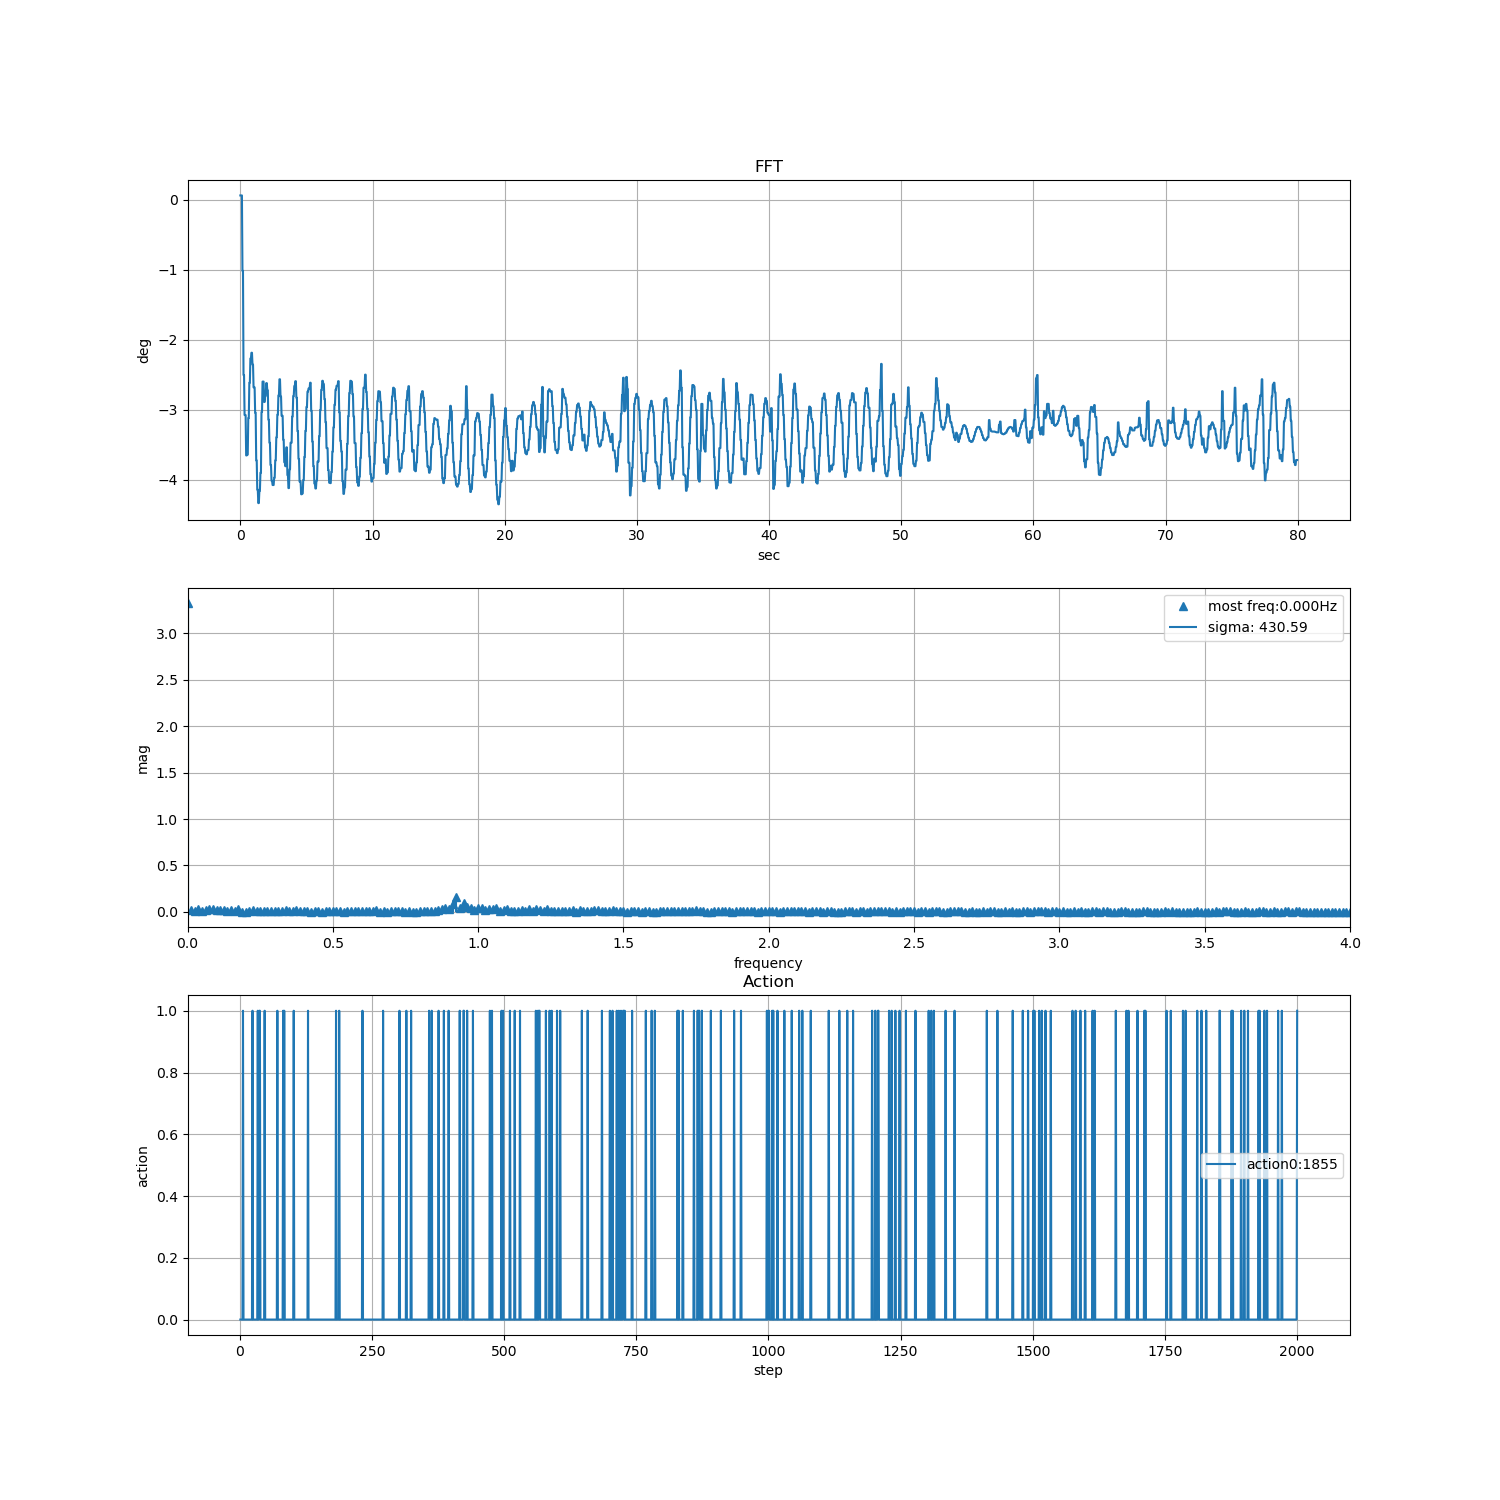 FFT
0
−1
−2
−3
−4
deg
0 10 20 30 40 50 60 70 80
sec
most freq:0.000Hz
sigma: 430.59
3.0
2.5
2.0
1.5
1.0
0.5
0.0
mag
0.0 0.5 1.0 1.5 2.0 2.5 3.0 3.5 4.0
frequency
Action
1.0
0.8
0.6
0.4
0.2
0.0
action
action0:1855
0 250 500 750 1000 1250 1500 1750 2000
step